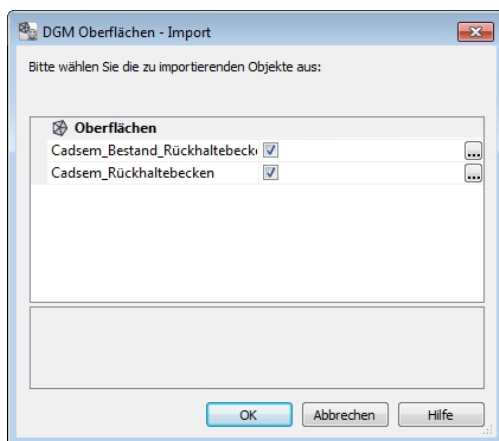 DGM Oberflächen - Import
Bitte wählen Sie die zu importierenden Objekte aus:
Oberflächen
Cadsem_Bestand_Rückhaltebeck
Cadsem_Rückhaltebecken
OK Abbrechen Hilfe